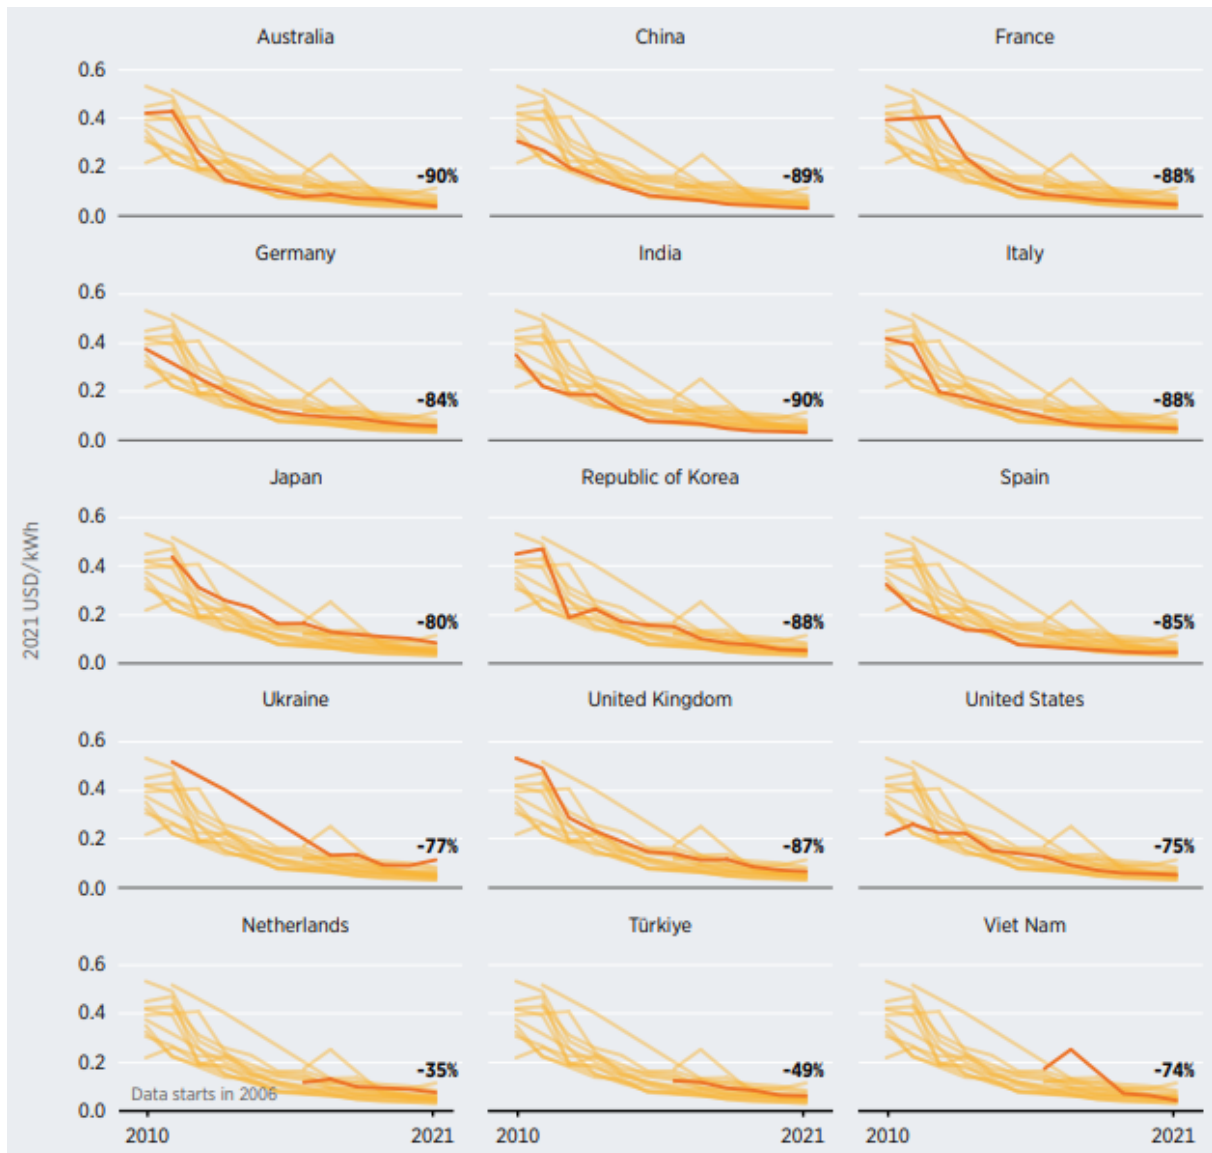 Australia China France
0.6
0.4
0.2
0.0
-90% -89% -88%
Germany India Italy
0.6
0.4
0.2
0.0
-84% -90% -88%
Japan Republic of Korea Spain
0.6
0.4
0.2
0.0
-80% -88% -85%
2021 USD/kWh
Ukraine United Kingdom United States
0.6
0.4
0.2
0.0
-77% -87% -75%
Netherlands Türkiye Viet Nam
0.6
0.4
0.2
0.0
-35% -49% -74%
Data starts in 2006
2010 2021 2010 2021 2010 2021